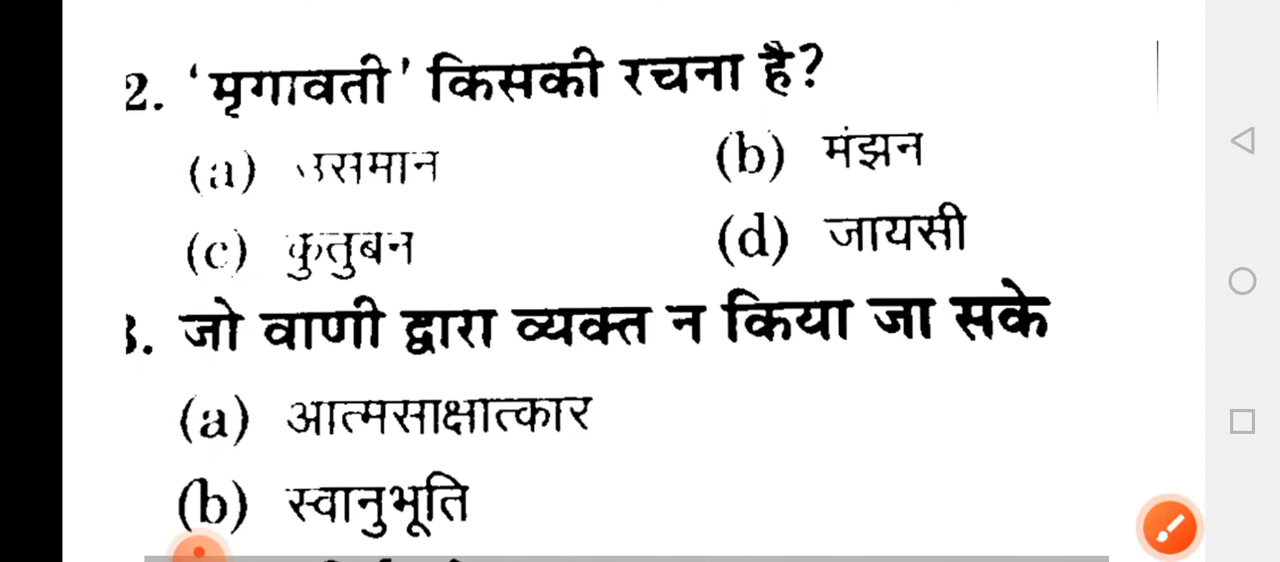 2. 'मृगावती' किसकी रचना है?
(a) उसमान (b) मंझन
(c) कुतुबन (d) जायसी
3. जो वाणी द्वारा व्यक्त न किया जा सके
(a) आत्मसाक्षात्कार
(b) स्वानुभूति